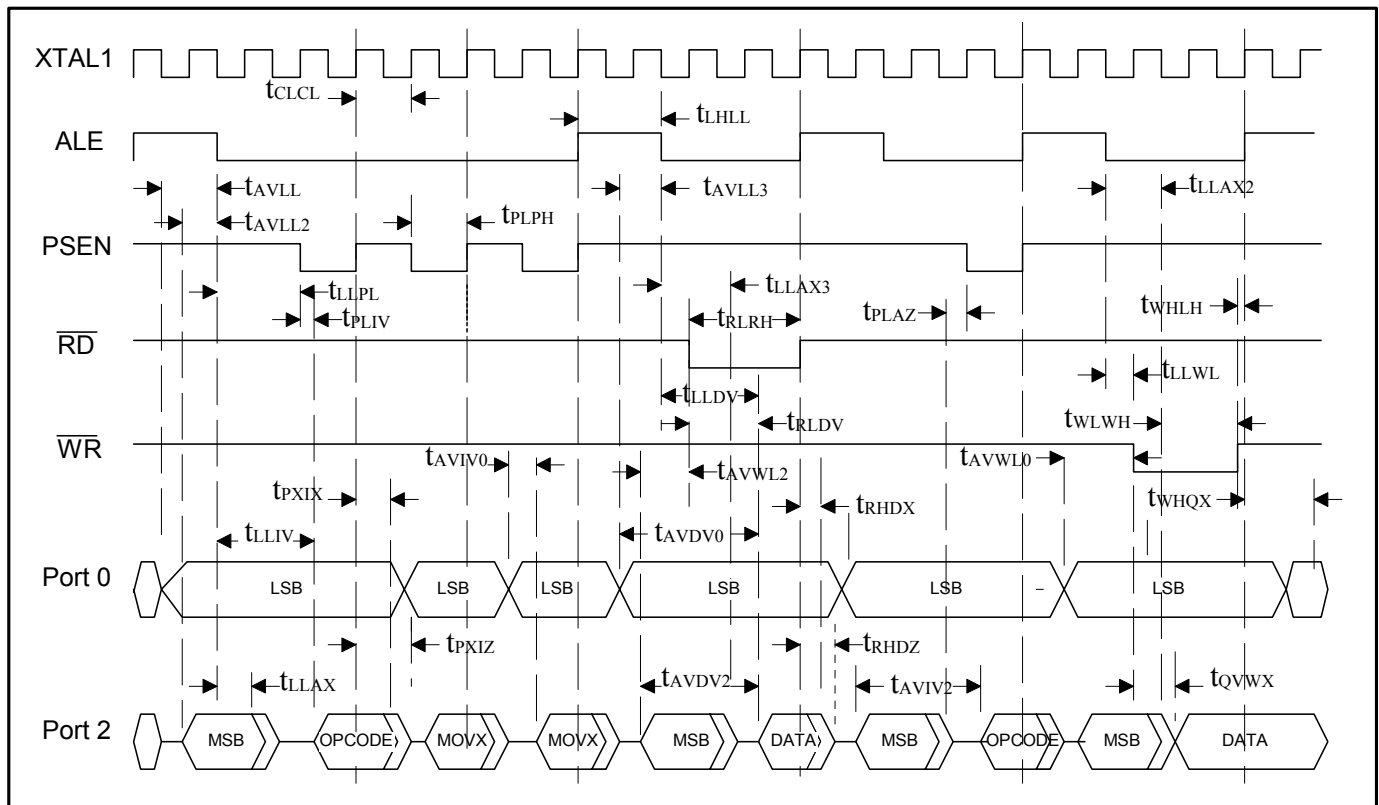 XTAL1
tCLCL
tLHLL
ALE
tAVLL tAVLL3 tLLAX2
tAVLL2 tPLPH
PSEN
tLLPL tLLAX3
tPLIV tRLRH tPLAZ tWHLH
RD
tLLWL
tLLDV
tRLDV tWLWH
WR
tAVIV0 tAVWL2 tAVWL0
tPXIX tRHDX tWHQX
tLLIV tAVDV0
Port 0 LSB LSB LSB LSB LSB LSB
tPXIZ tRHDZ
tLLAX tAVDV2 tAVIV2 tQVWX
Port 2 MSB OPCODE MOVX MOVX MSB DATA MSB OPCODE MSB DATA